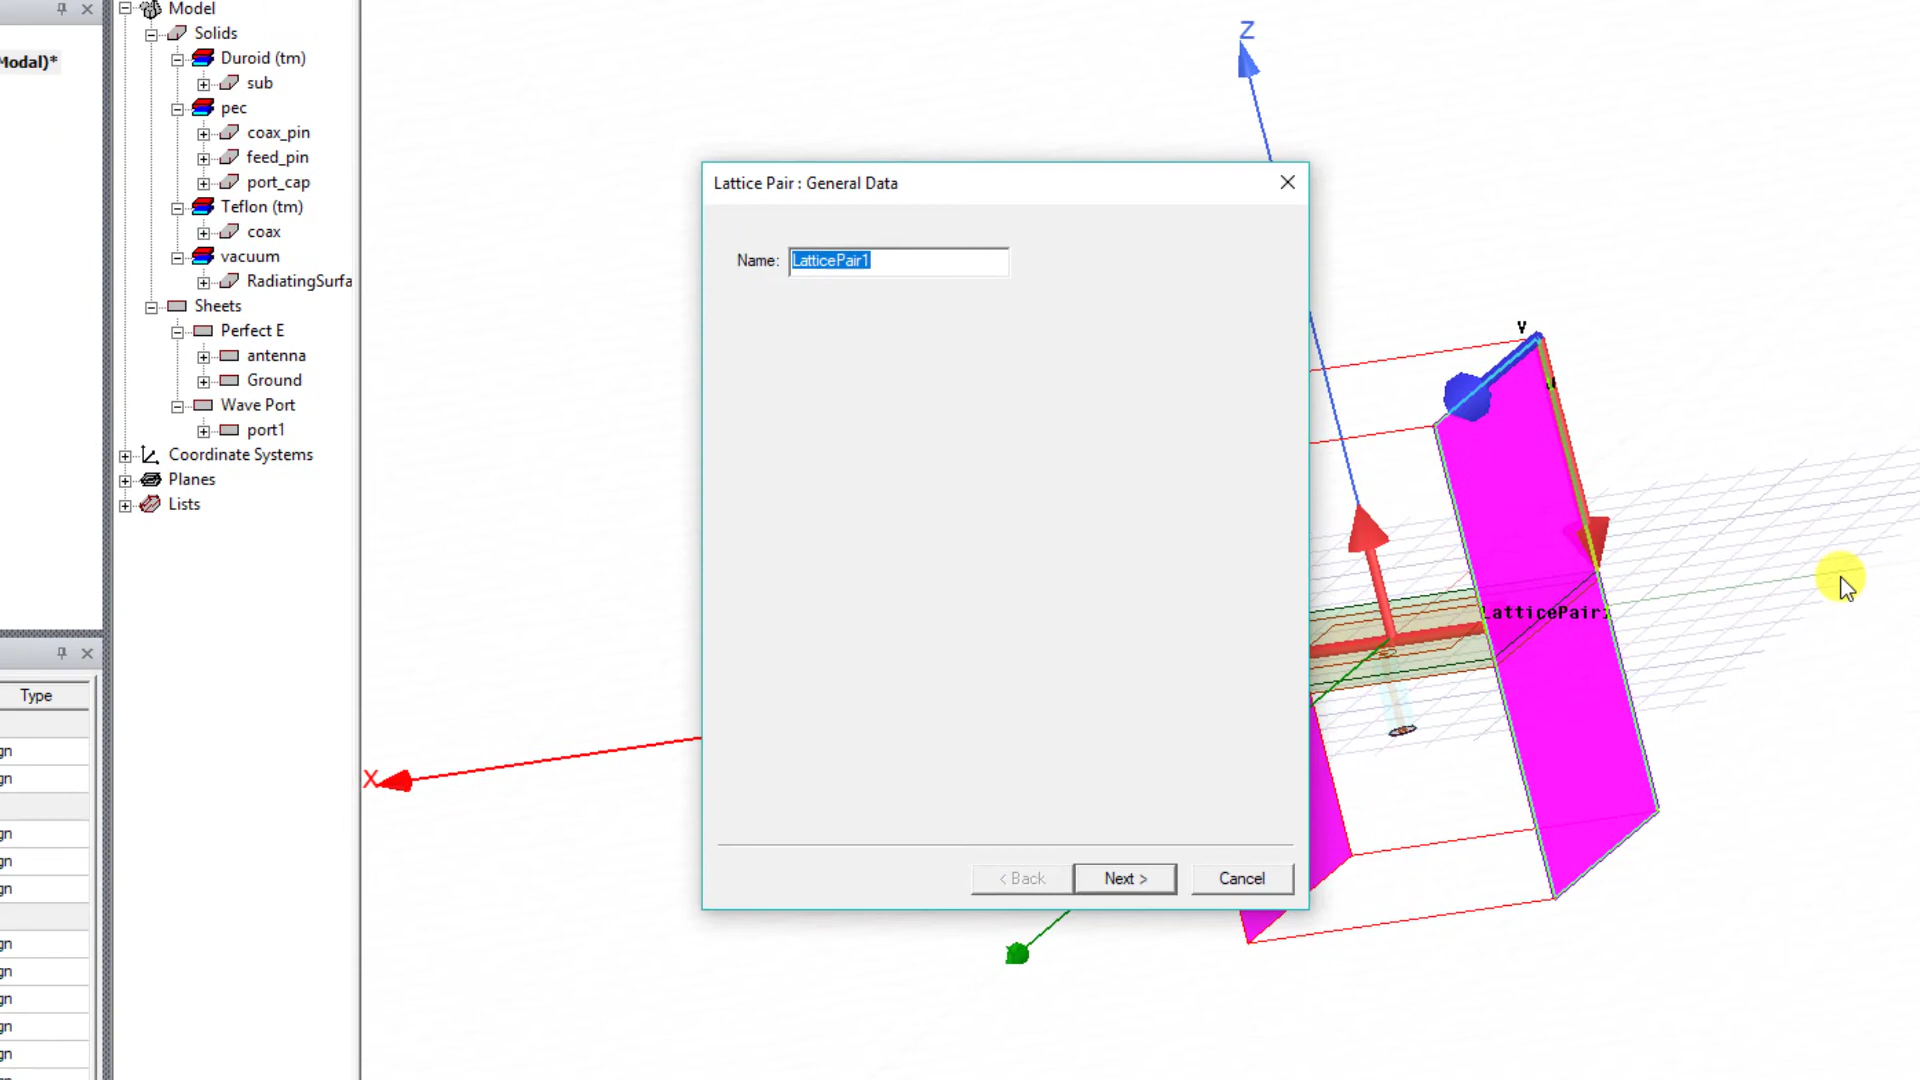 Modal)*
Type
gn
gn
gn
gn
gn
gn
gn
gn
gn
gn
Model
Solids
Duroid (tm)
sub
pec
coax_pin
feed_pin
port_cap
Teflon (tm)
coax
vacuum
RadiatingSurfa
Sheets
Perfect E
antenna
Ground
Wave Port
port1
Coordinate Systems
Planes
Lists
Lattice Pair : General Data
Name: LatticePair1
< Back
Next >
Cancel
Z
X
LatticePair